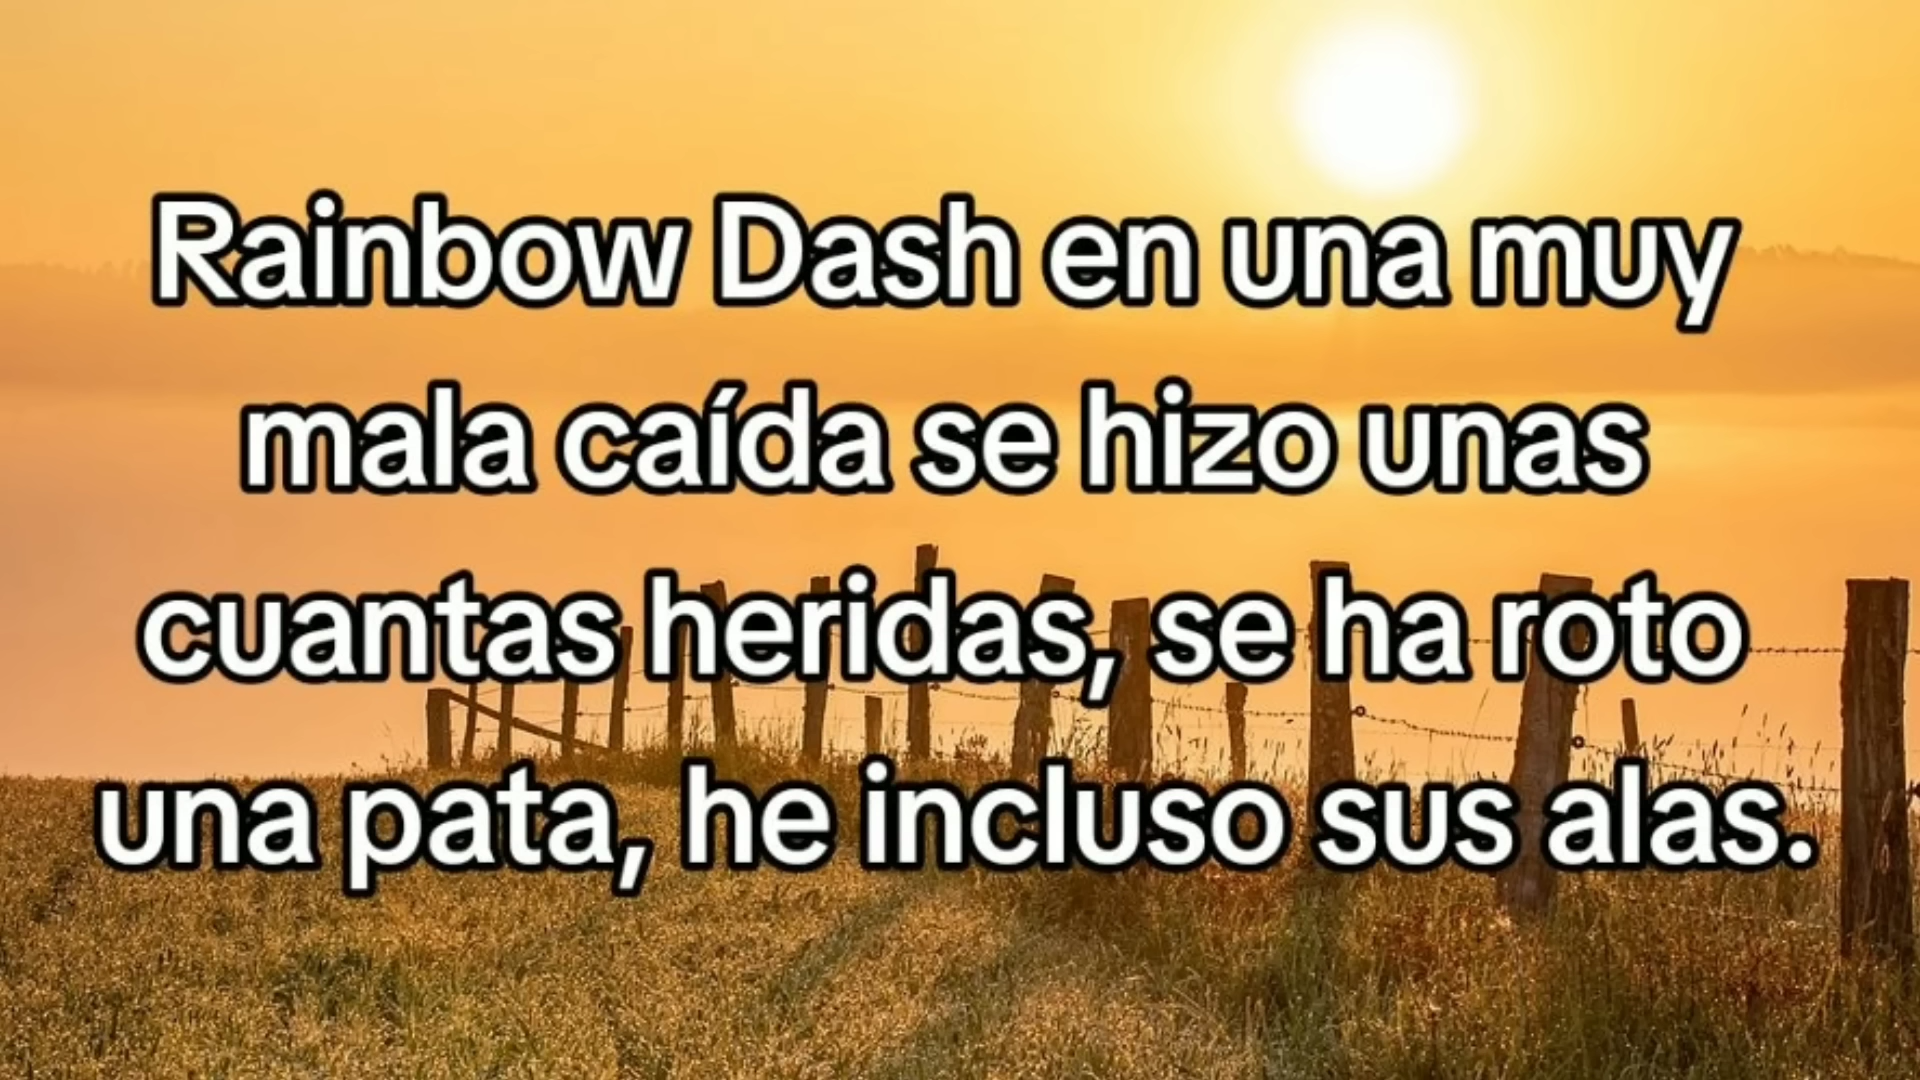 Rainbow Dash en una muy
mala caída se hizo unas
cuantas heridas, se ha roto
una pata, he incluso sus alas.